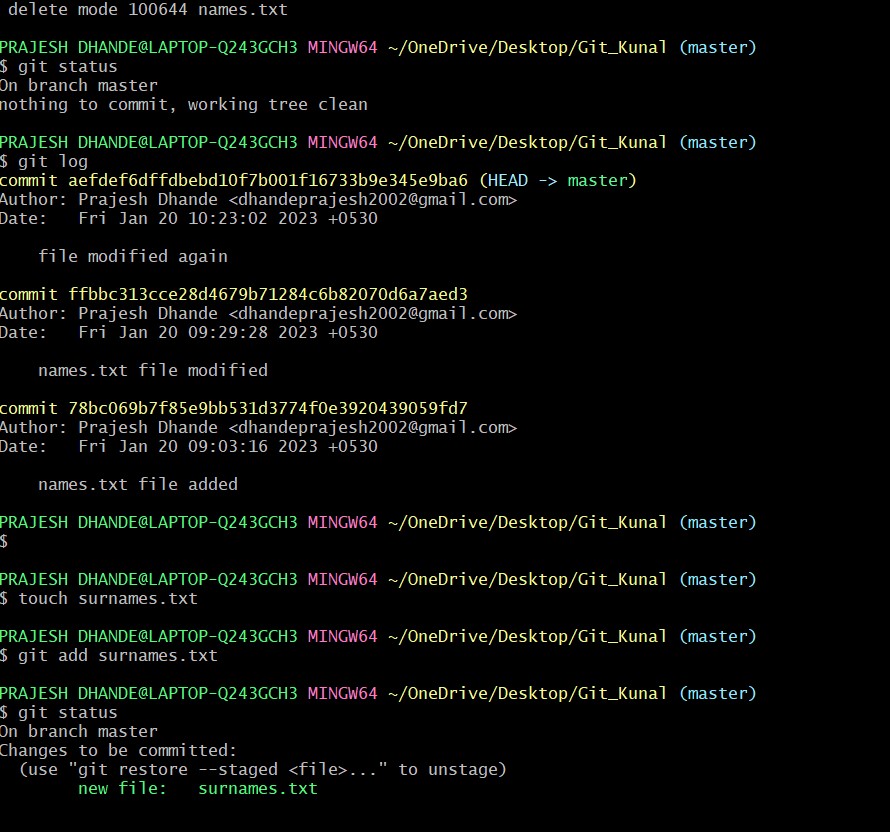 delete mode 100644 names.txt
PRAJESH DHANDE@LAPTOP-Q243GCH3 MINGW64 ~/OneDrive/Desktop/Git_Kunal (master)
$ git status
On branch master
nothing to commit, working tree clean
PRAJESH DHANDE@LAPTOP-Q243GCH3 MINGW64 ~/OneDrive/Desktop/Git_Kunal (master)
$ git log
commit aefdef6dffdbebd10f7b001f16733b9e345e9ba6 (HEAD -> master)
Author: Prajesh Dhande <dhandeprajesh2002@gmail.com>
Date:   Fri Jan 20 10:23:02 2023 +0530
    file modified again
commit ffbbc313cce28d4679b71284c6b82070d6a7aed3
Author: Prajesh Dhande <dhandeprajesh2002@gmail.com>
Date:   Fri Jan 20 09:29:28 2023 +0530
    names.txt file modified
commit 78bc069b7f85e9bb531d3774f0e3920439059fd7
Author: Prajesh Dhande <dhandeprajesh2002@gmail.com>
Date:   Fri Jan 20 09:03:16 2023 +0530
    names.txt file added
PRAJESH DHANDE@LAPTOP-Q243GCH3 MINGW64 ~/OneDrive/Desktop/Git_Kunal (master)
$
PRAJESH DHANDE@LAPTOP-Q243GCH3 MINGW64 ~/OneDrive/Desktop/Git_Kunal (master)
$ touch surnames.txt
PRAJESH DHANDE@LAPTOP-Q243GCH3 MINGW64 ~/OneDrive/Desktop/Git_Kunal (master)
$ git add surnames.txt
PRAJESH DHANDE@LAPTOP-Q243GCH3 MINGW64 ~/OneDrive/Desktop/Git_Kunal (master)
$ git status
On branch master
Changes to be committed:
  (use "git restore --staged <file>..." to unstage)
        new file:   surnames.txt